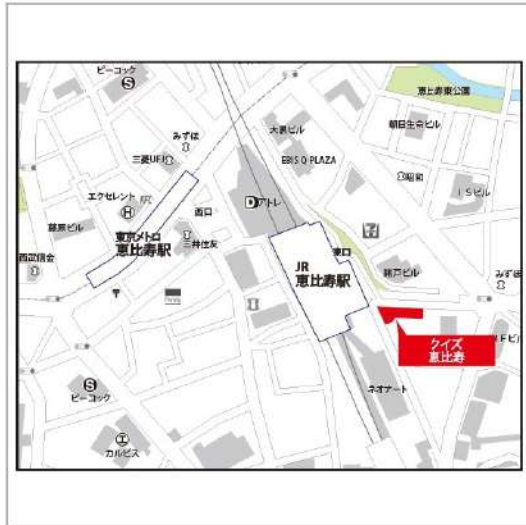 ピーコック
恵比寿東公園
大黒ビル
朝日生命ビル
みずほ
三菱UFJ
EBIS Q PLAZA
昭和
エクセレント
アトレ
ISビル
西口
藤原ビル
東京メトロ
恵比寿駅
三井住友
東口
JR
恵比寿駅
西武信金
みずほ
クイズ
恵比寿
ネオナート
ピーコック
カルピス